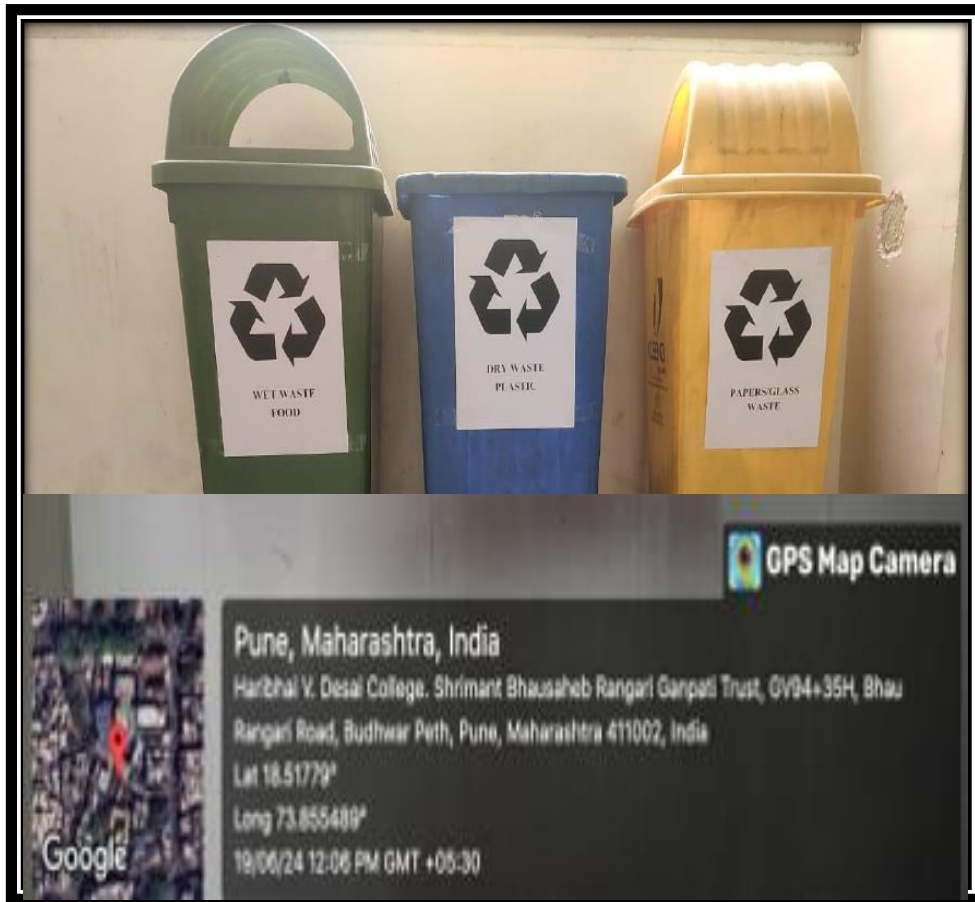 WET WASTE
FOOD
DRY WASTE
PLASTIC
PAPERS/GLASS
WASTE
GPS Map Camera
Pune, Maharashtra, India
Haribhai V. Desai College. Shrimant Bhausaheb Rangari Ganpati Trust, GV94+35H, Bhau
Rangari Road, Budhwar Peth, Pune, Maharashtra 411002, India
Lat 18.51779°
Long 73.855489°
19/06/24 12:06 PM GMT +05:30
Google